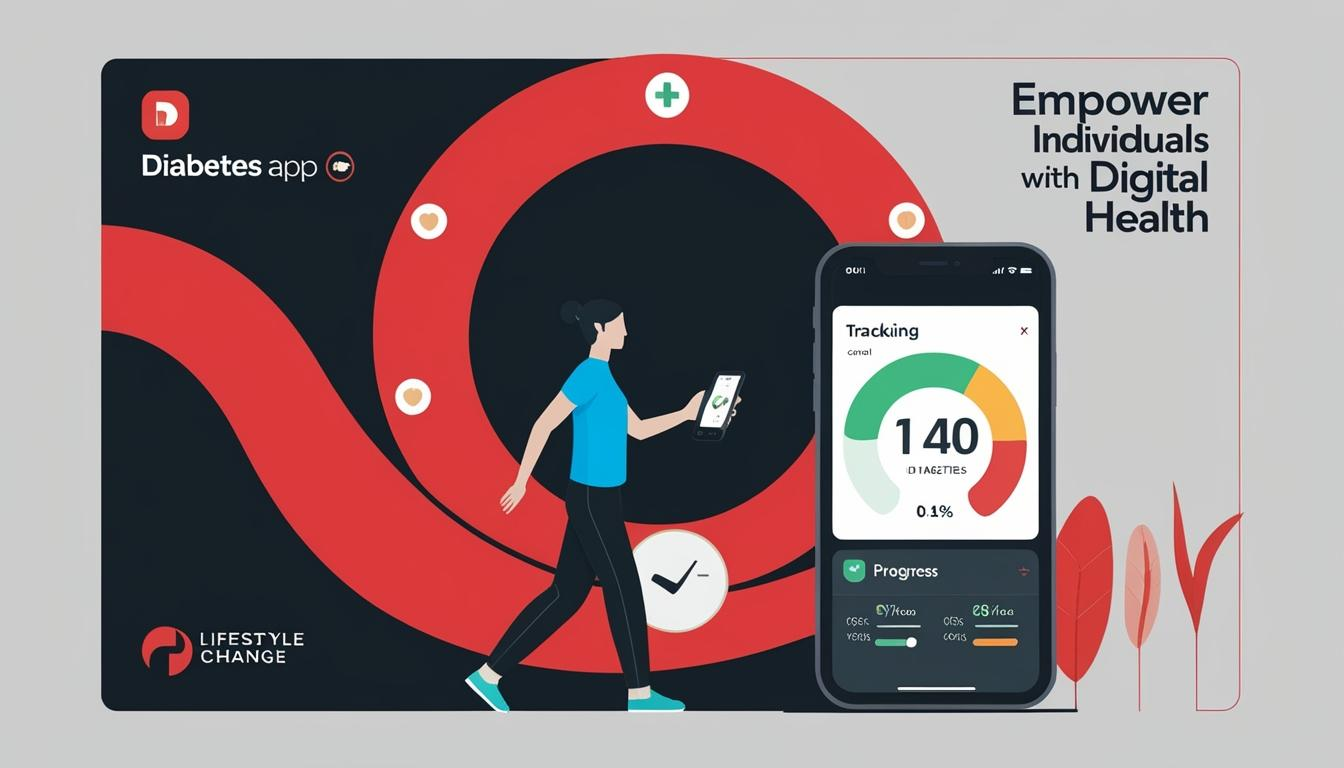 Diabetes app
Empower
Individuals
with Digital
Health
Tracking
140
0.1%
Progress
LIFESTYLE
CHANGE